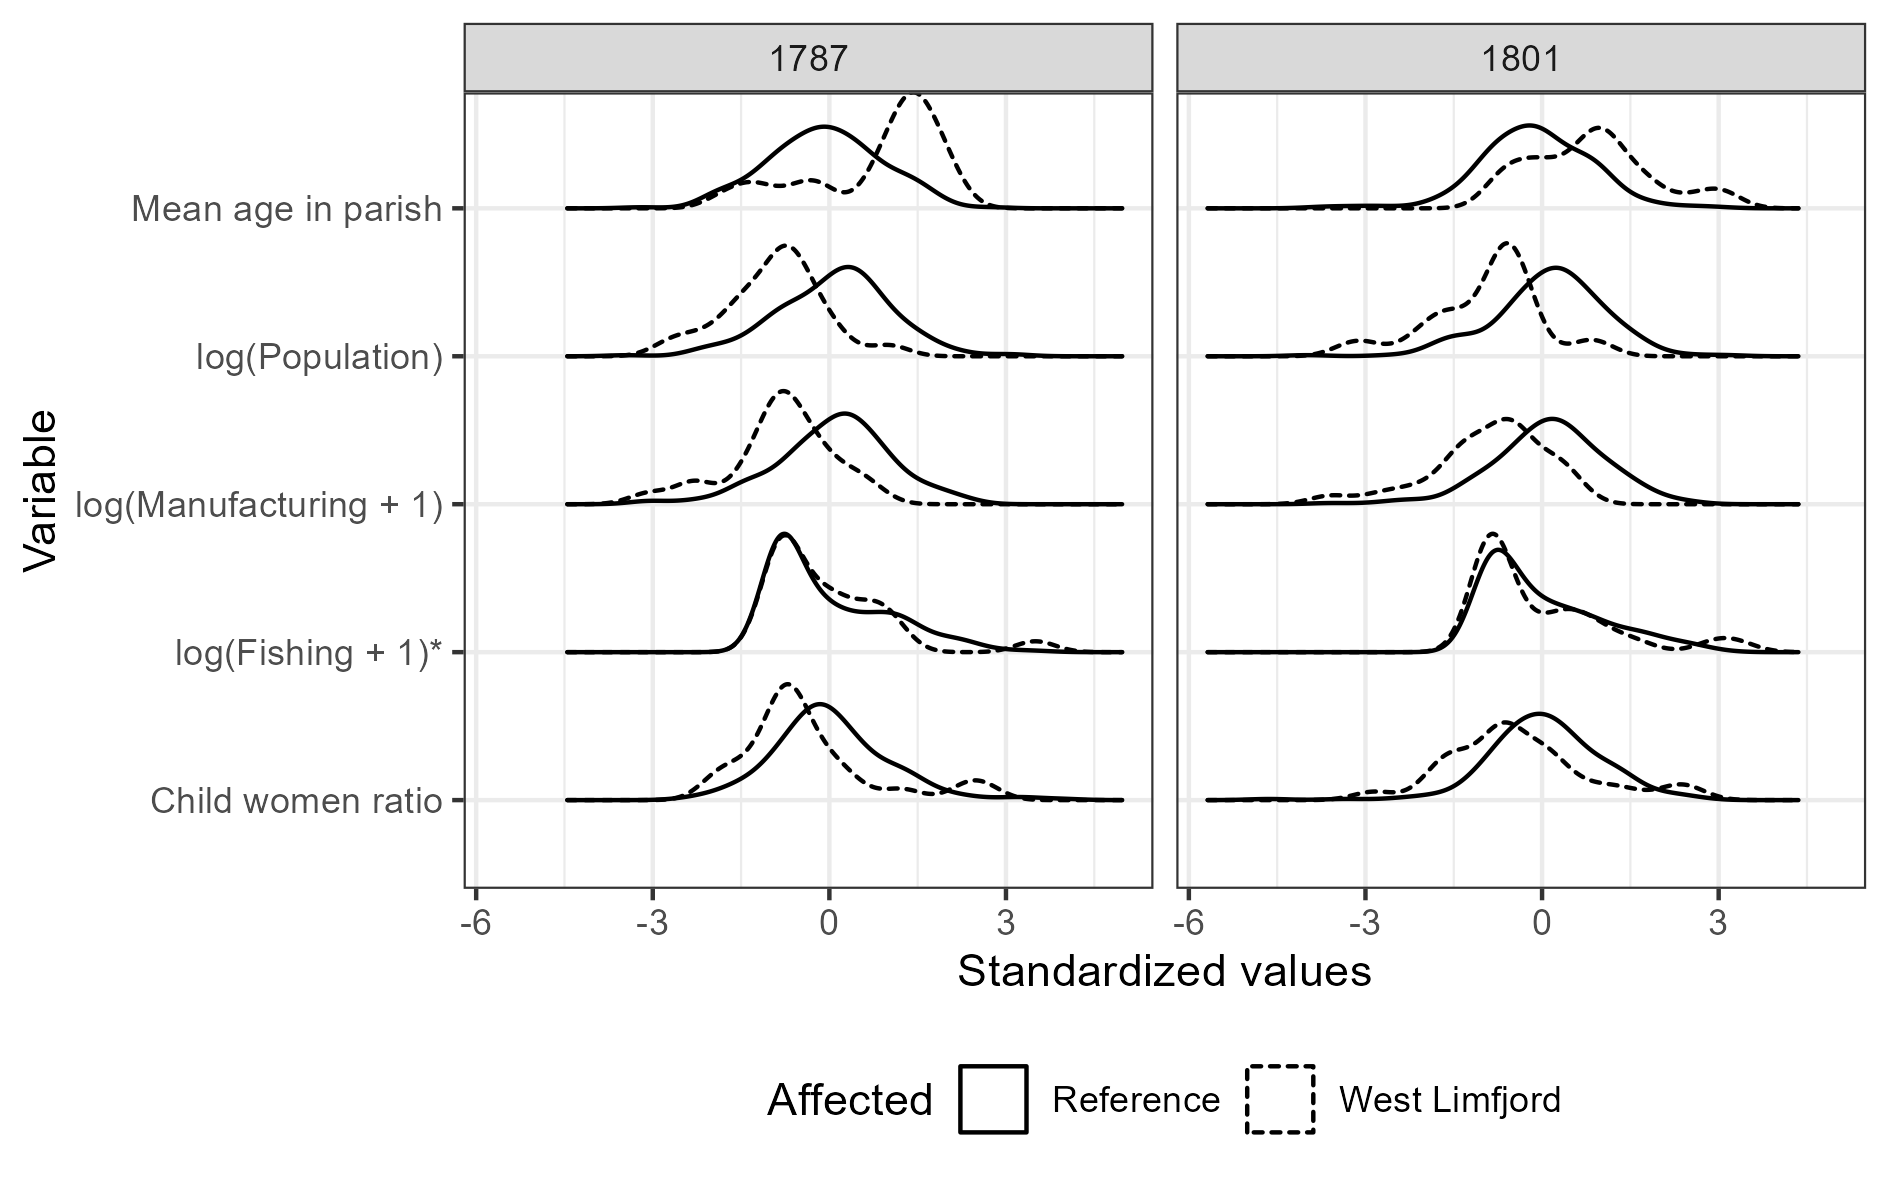 1787
1801
Variable
Mean age in parish
log(Population)
log(Manufacturing + 1)
log(Fishing + 1)*
Child women ratio
-6 -3 0 3
-6 -3 0 3
Standardized values
Affected Reference West Limfjord